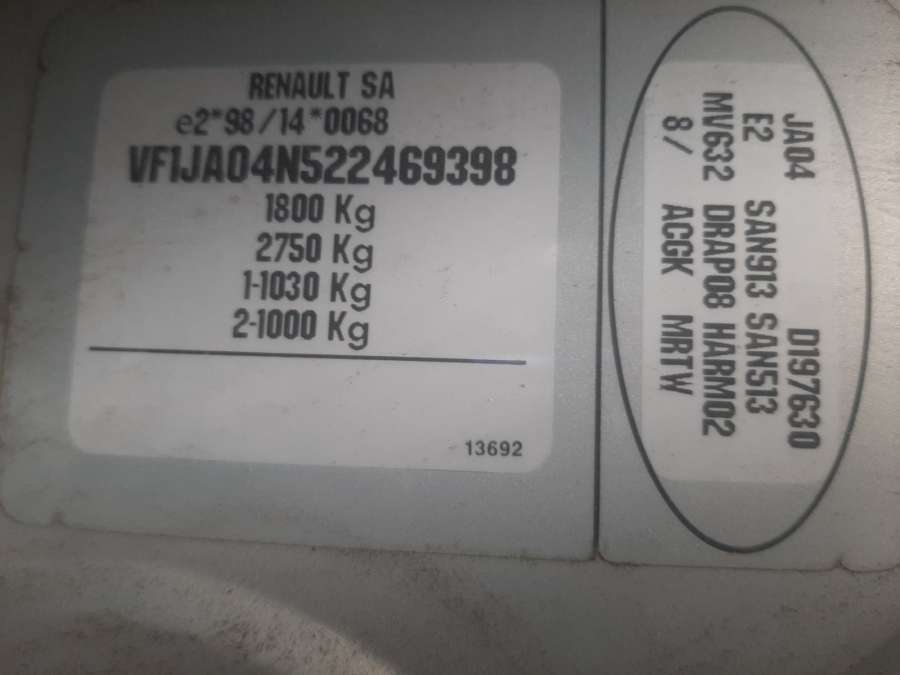 RENAULT SA
e2*98/14*0068
VF1JA04N522469398
1800 Kg
2750 Kg
1-1030 Kg
2-1000 Kg
13692
JA04 D197630
E2 SAN913 SAN513
MV632 DRAP08 HARM02
8/ ACGK MRTW